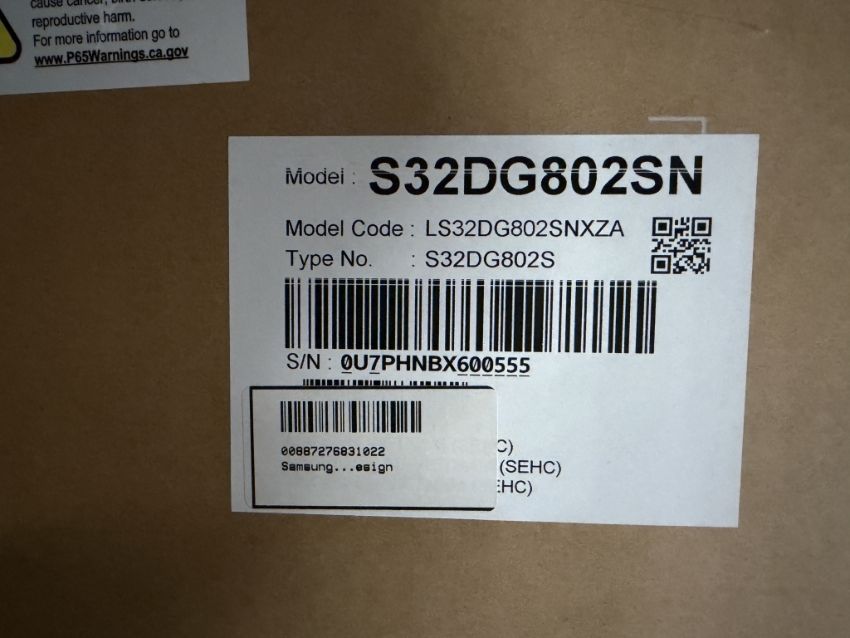 cause cancer,
reproductive harm.
For more information go to
www.P65Warnings.ca.gov
Model : S32DG802SN
Model Code : LS32DG802SNXZA
Type No. : S32DG802S
S/N : 0U7PHNBX600555
00887276831022
Samsung...esign
C)
(SEHC)
EHC)